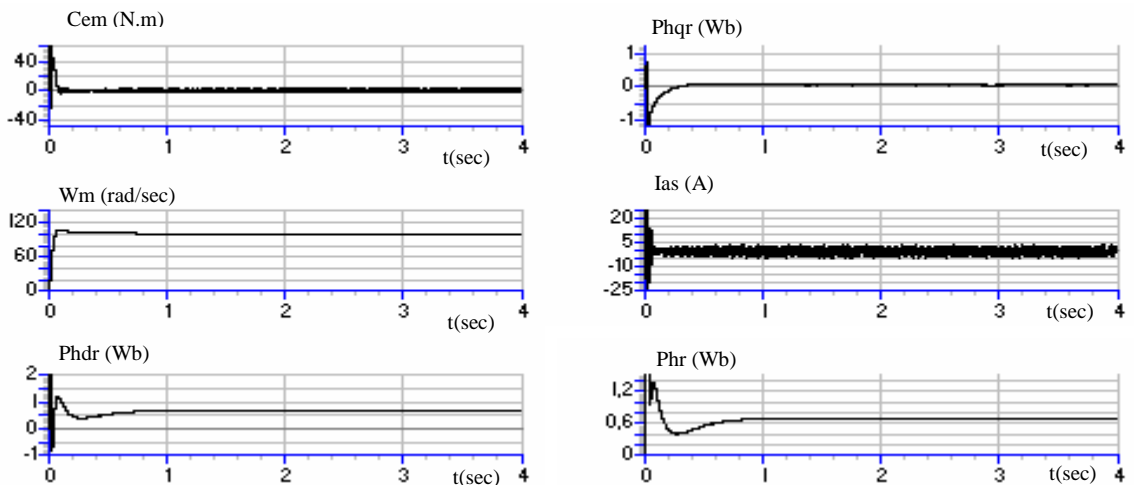 Cem (N.m)
40
0
-40
0 1 2 3 4
t(sec)
Phqr (Wb)
1
0
-1
0 1 2 3 4
t(sec)
Wm (rad/sec)
120
60
0
0 1 2 3 4
t(sec)
Ias (A)
20
5
-10
-25
0 1 2 3 4
t(sec)
Phdr (Wb)
2
1
0
-1
0 1 2 3 4
t(sec)
Phr (Wb)
1,2
0,6
0
0 1 2 3 4
t(sec)